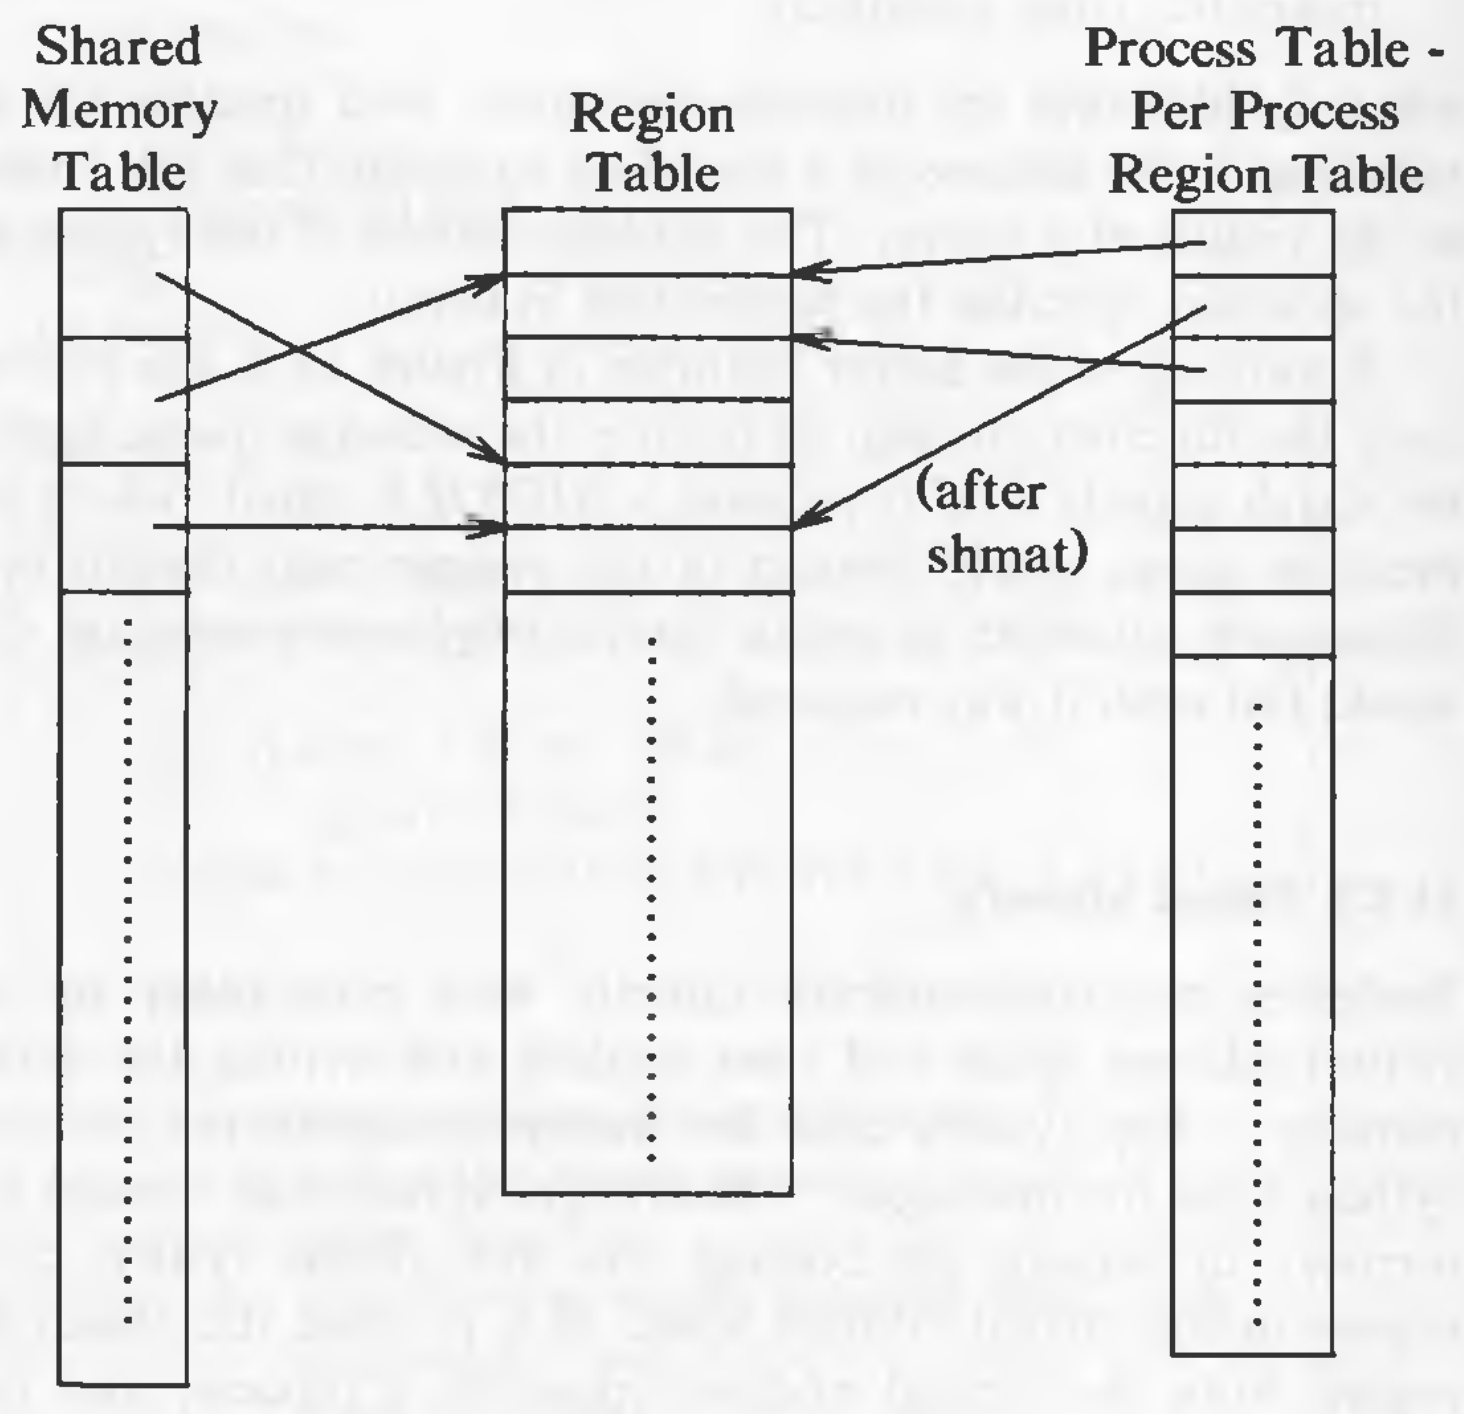 Shared
Memory
Table
Region
Table
Process Table -
Per Process
Region Table
(after
shmat)